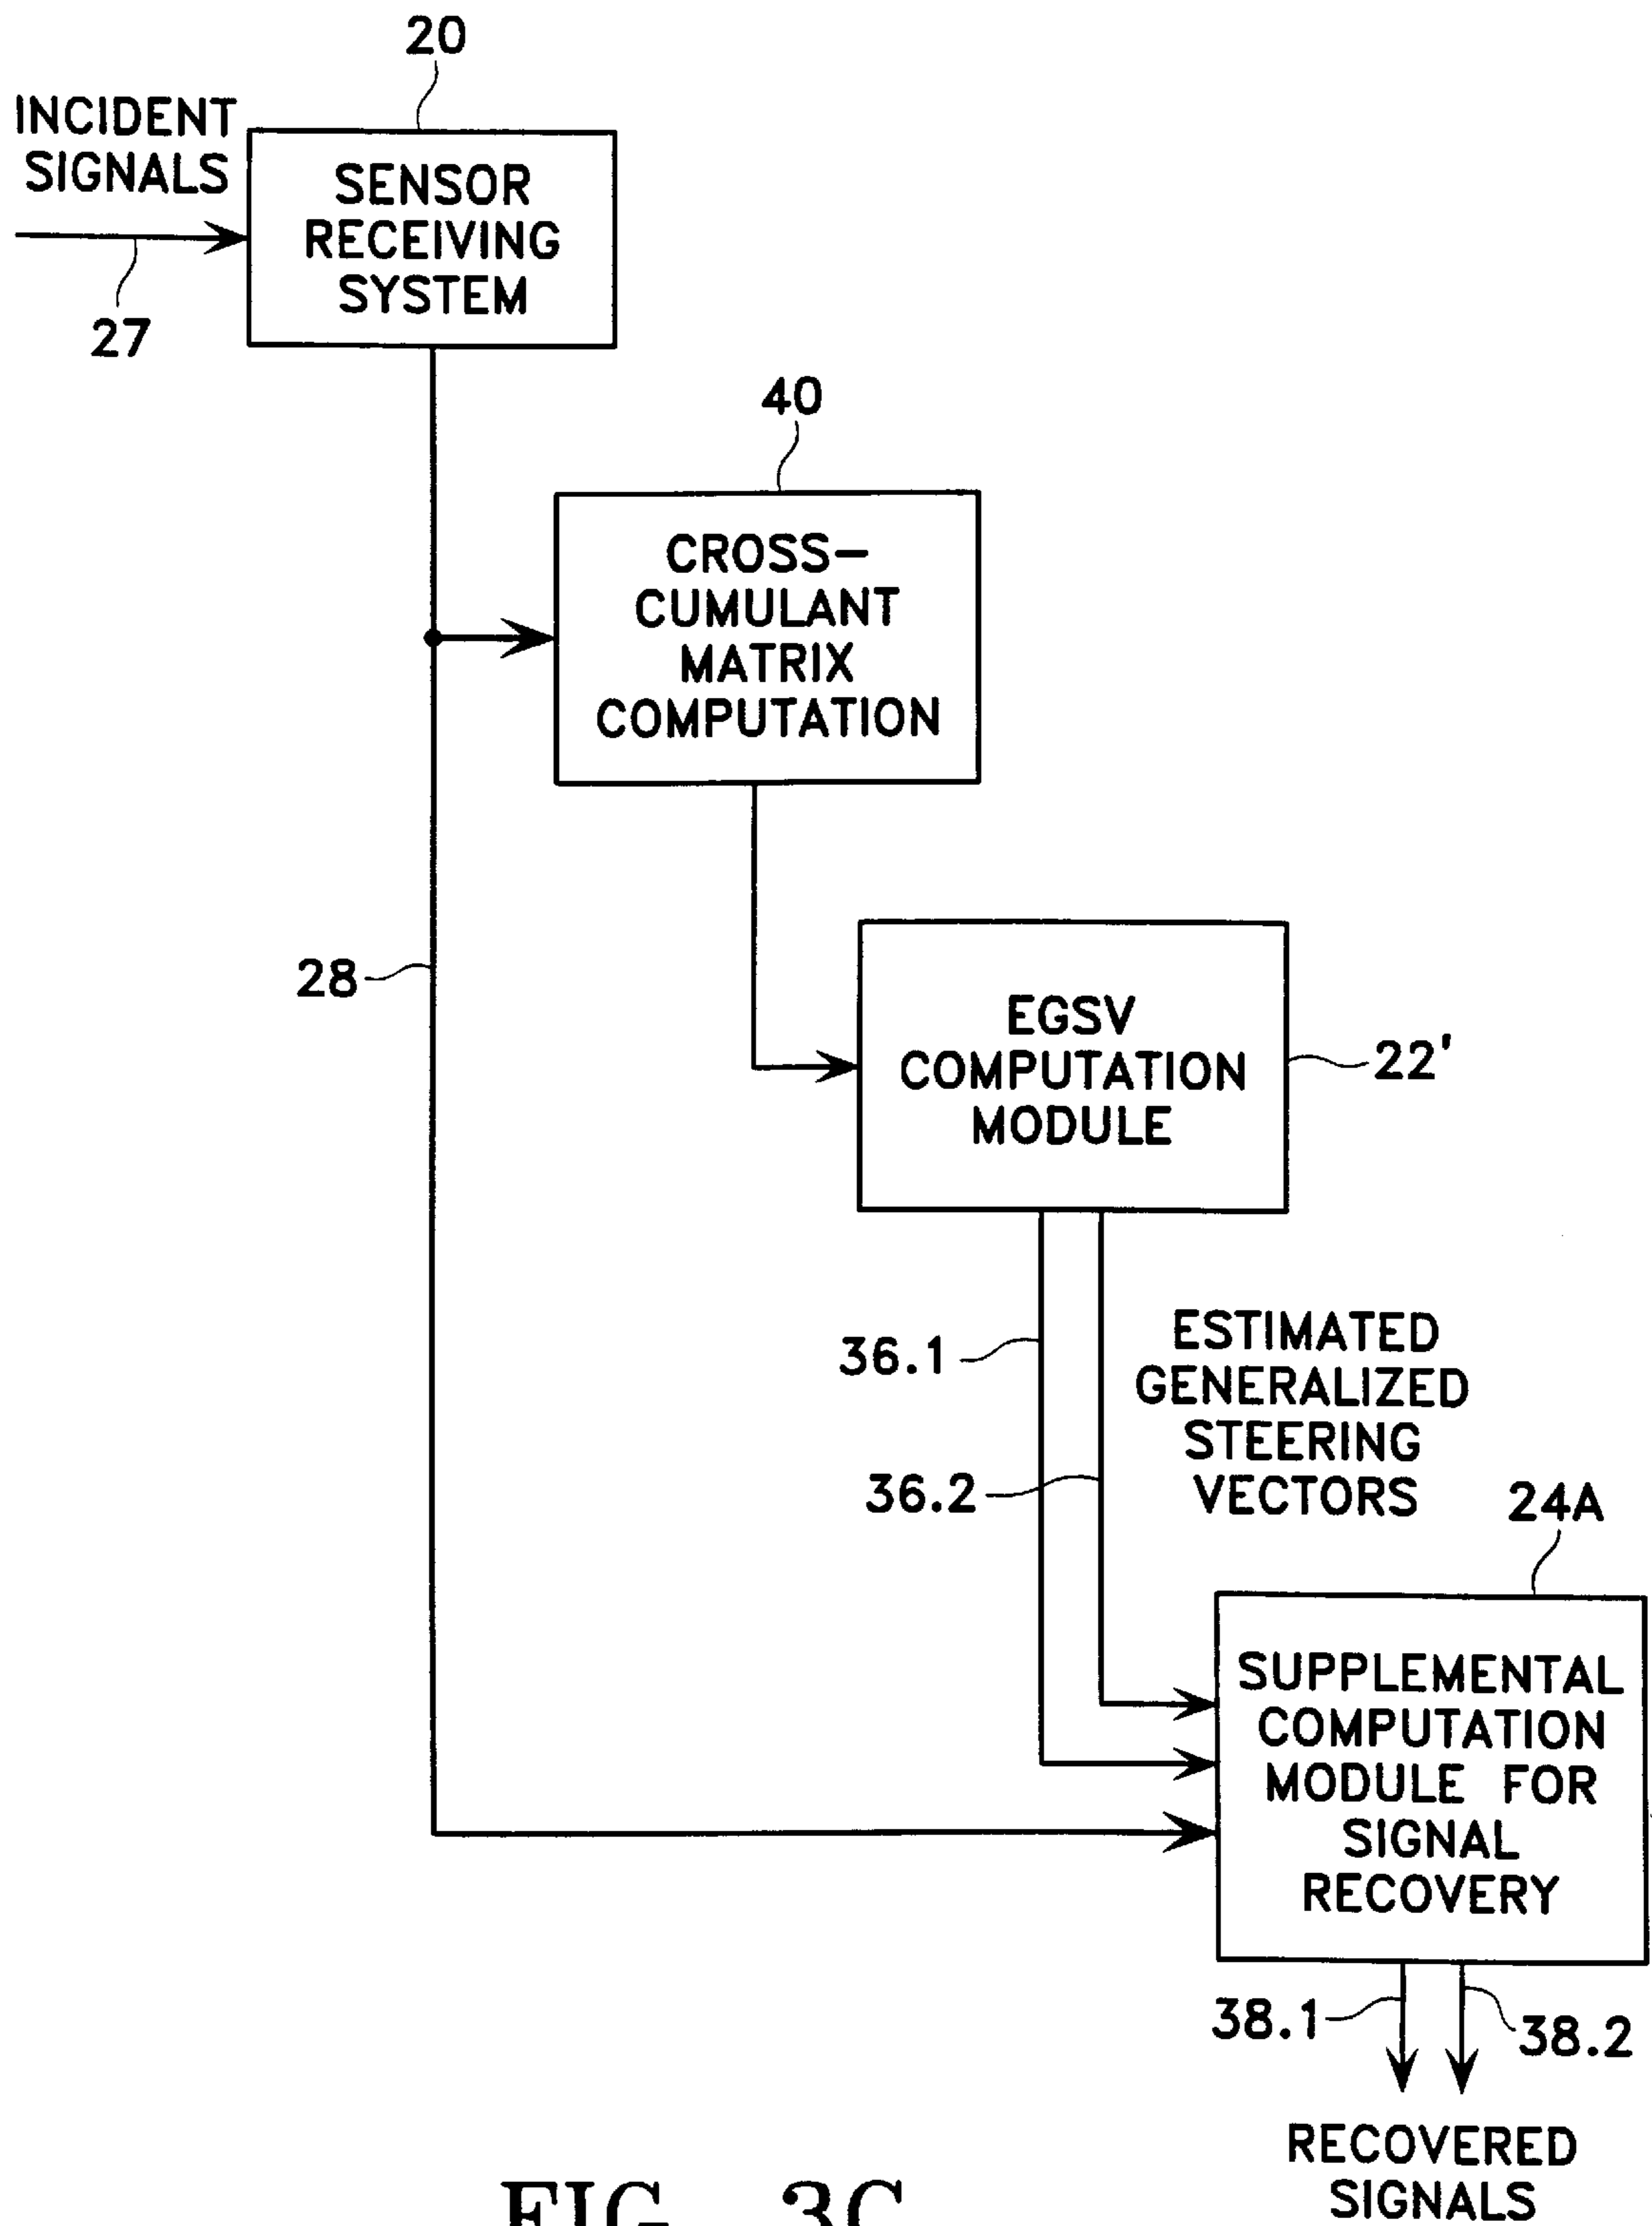 20
INCIDENT
SIGNALS
27
SENSOR
RECEIVING
SYSTEM
40
CROSS-
CUMULANT
MATRIX
COMPUTATION
28
EGSV
COMPUTATION
MODULE
22'
36.1
36.2
ESTIMATED
GENERALIZED
STEERING
VECTORS
24A
SUPPLEMENTAL
COMPUTATION
MODULE FOR
SIGNAL
RECOVERY
38.1
38.2
RECOVERED
SIGNALS
FIG. 3C